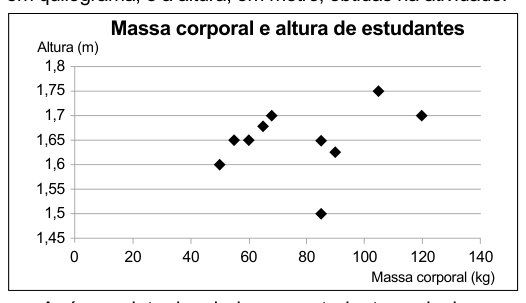 em quilograma, e a altura, em metro, obtidas na atividade.
Massa corporal e altura de estudantes
Altura (m)
1,8
1,75
1,7
1,65
1,6
1,55
1,5
1,45
0 20 40 60 80 100 120 140
Massa corporal (kg)